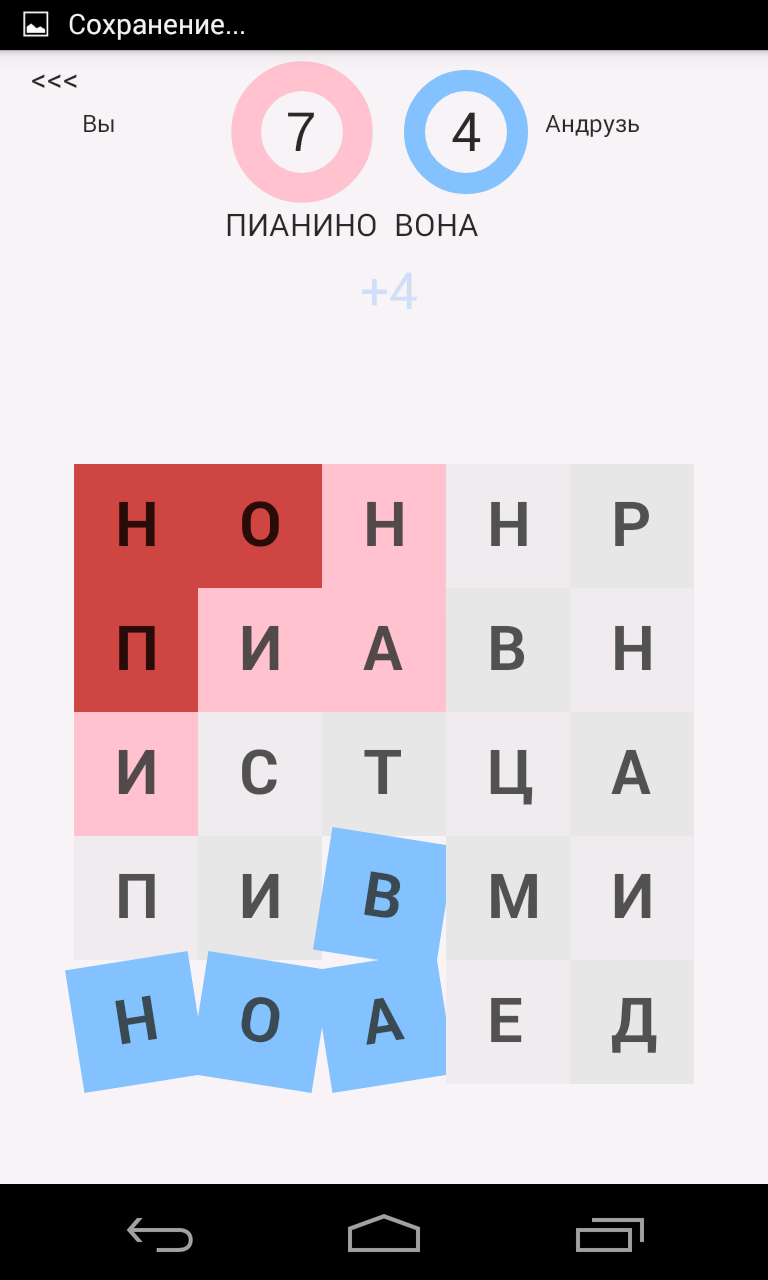 Сохранение...
<<<
Вы 7 4 Андрузь
ПИАНИНО ВОНА
+4
Н О Н Н Р
П И А В Н
И С Т Ц А
П И В М И
Н О А Е Д